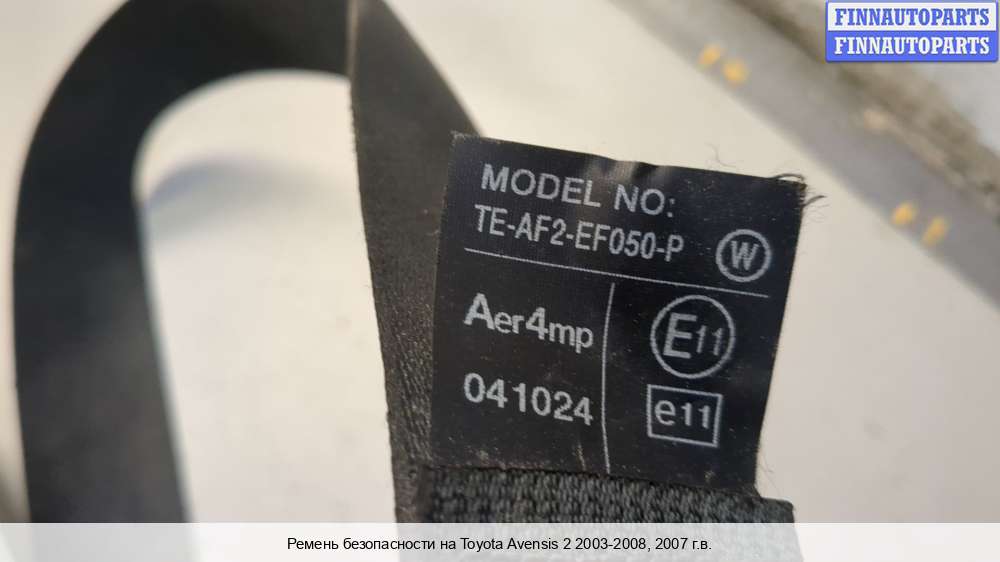 FINNAUTOPARTS
FINNAUTOPARTS
MODEL NO:
TE-AF2-EF050-P
W
Aer4mp
E11
041024
e11
Ремень безопасности на Toyota Avensis 2 2003-2008, 2007 г.в.